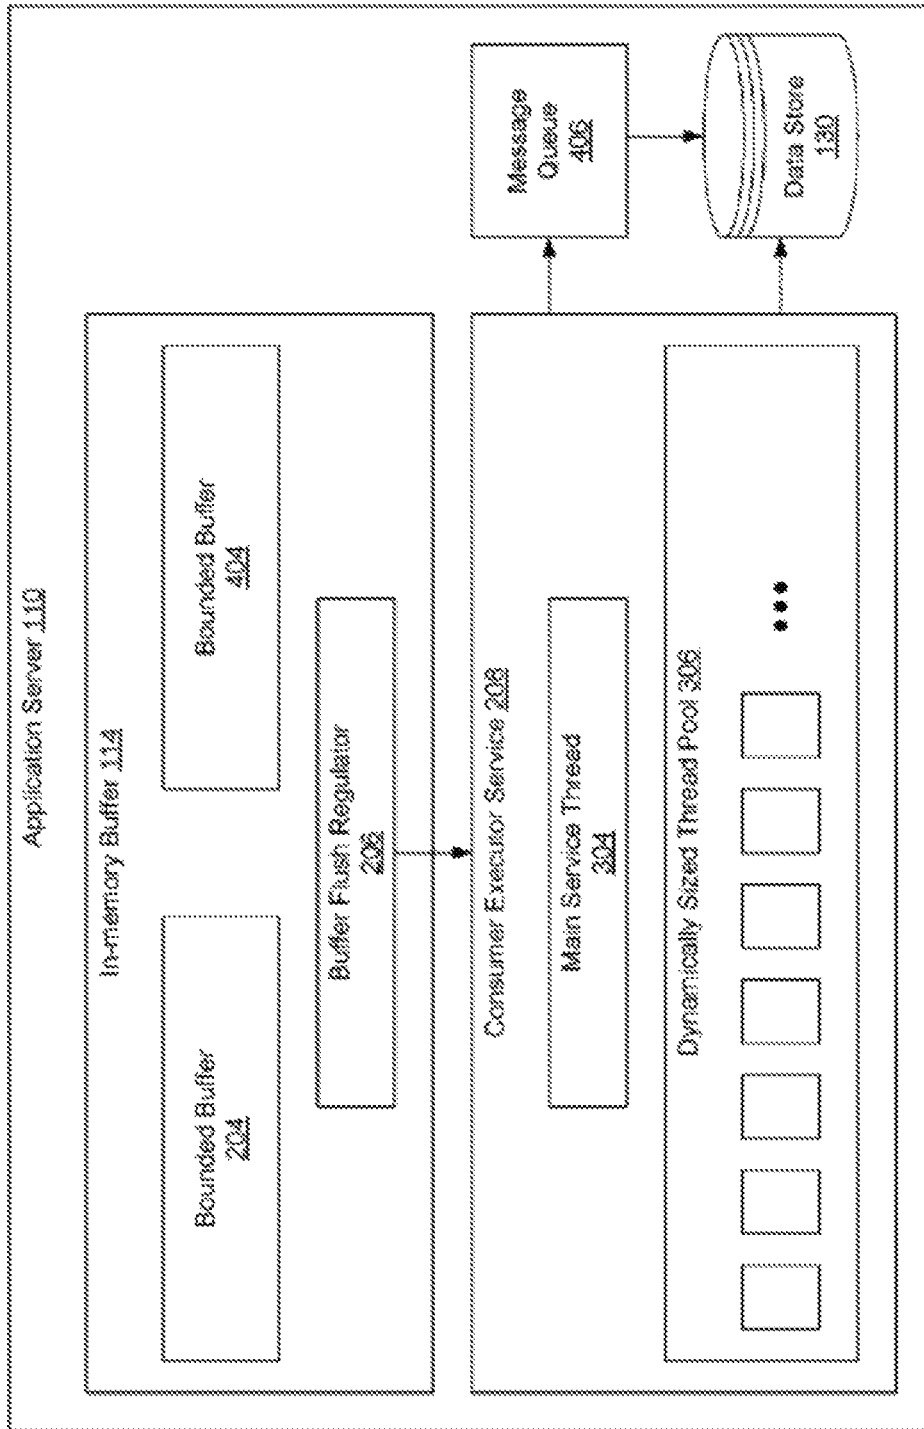 Application Server 110
In-memory Buffer 114
Bounded Buffer
204
Bounded Buffer
404
Buffer Flush Regulator
206
Consumer Executor Service 208
Main Service Thread
304
Dynamically Sized Thread Pool 306
Message
Queue
406
Data Store
130